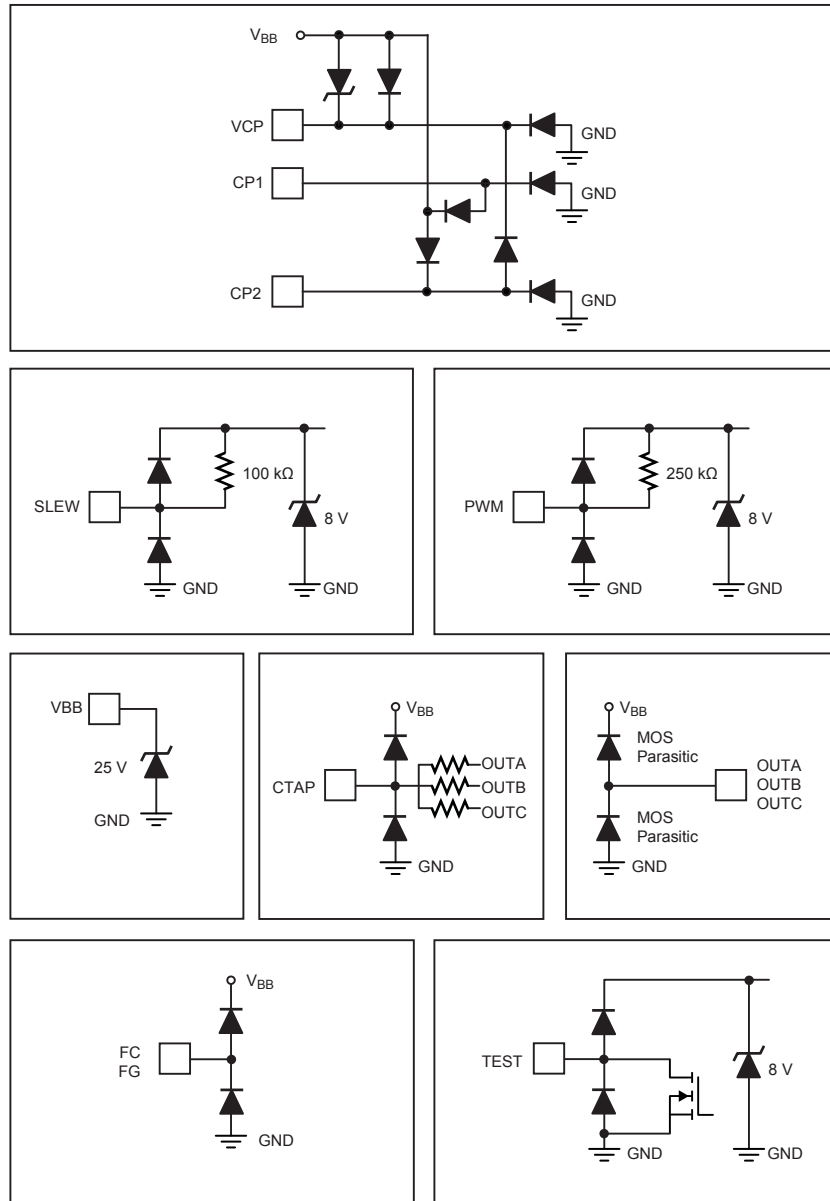 VBB
VCP
GND
CP1
GND
CP2
GND
SLEW
100 kΩ
8 V
GND
PWM
250 kΩ
8 V
GND
VBB
25 V
GND
VBB
CTAP
OUTA
OUTB
OUTC
GND
VBB
MOS
Parasitic
OUTA
OUTB
OUTC
MOS
Parasitic
GND
VBB
FC
FG
GND
TEST
8 V
GND
GND